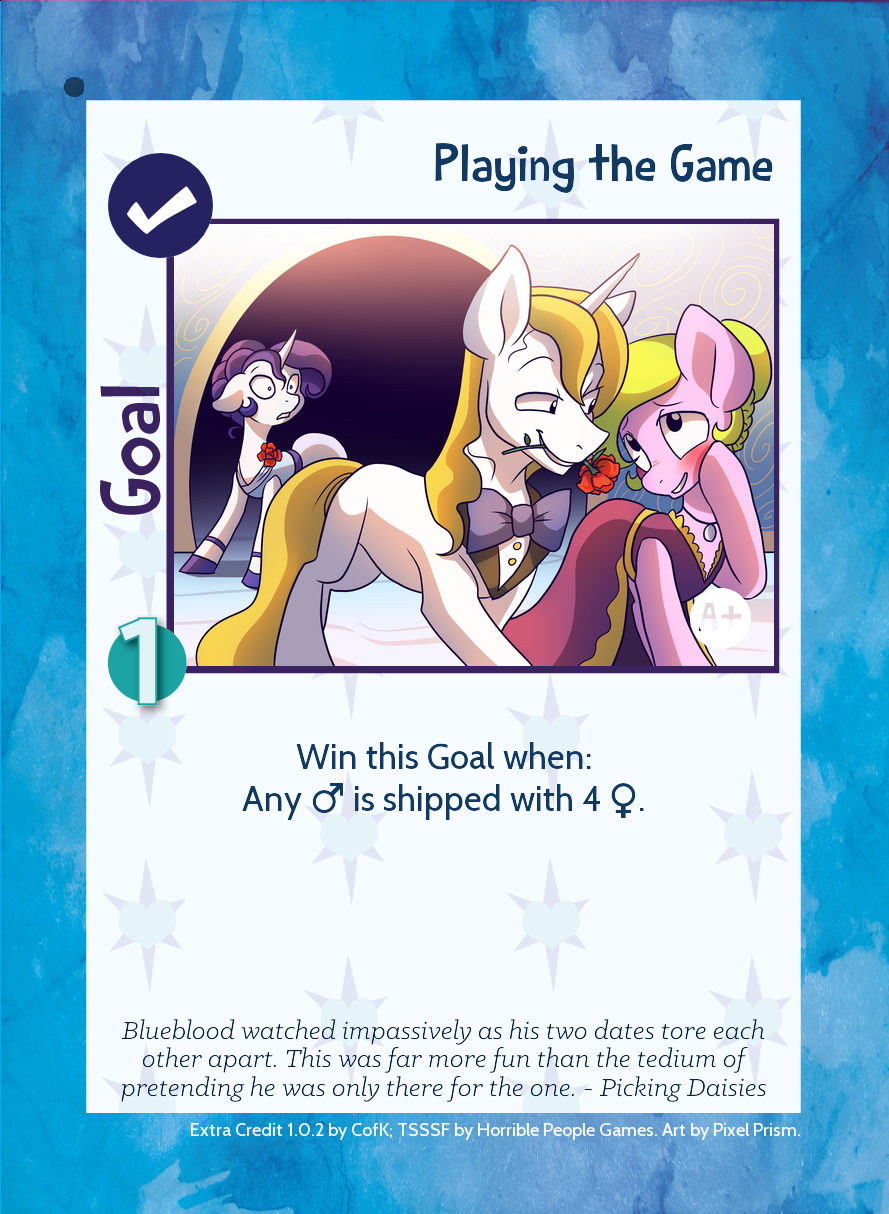 Playing the Game
Goal
1
A+
Win this Goal when:
Any ♂ is shipped with 4 ♀.
Blueblood watched impassively as his two dates tore each
other apart. This was far more fun than the tedium of
pretending he was only there for the one. - Picking Daisies
Extra Credit 1.0.2 by CofK; TSSSF by Horrible People Games. Art by Pixel Prism.